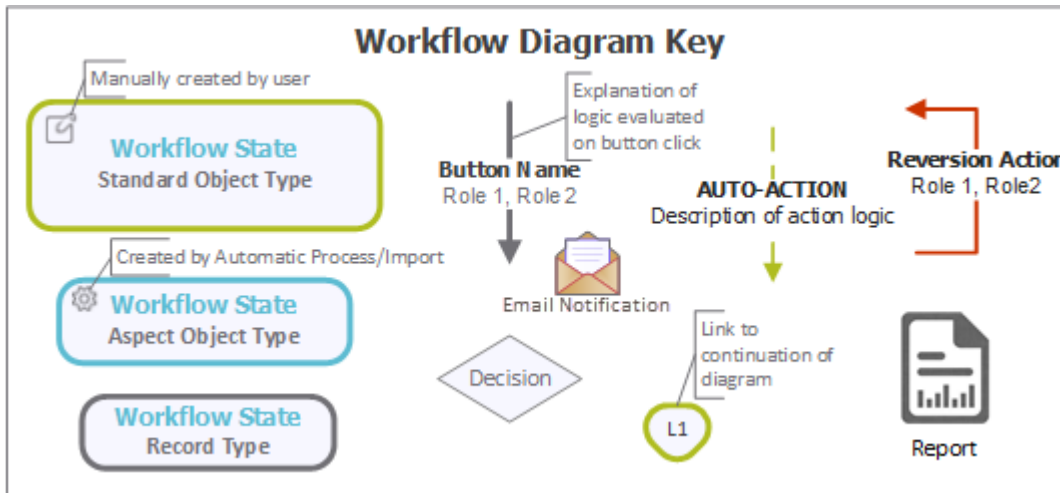 Workflow Diagram Key
Manually created by user
Workflow State
Standard Object Type
Created by Automatic Process/Import
Workflow State
Aspect Object Type
Workflow State
Record Type
Explanation of
logic evaluated
on button click
Button Name
Role 1, Role 2
Email Notification
Decision
AUTO-ACTION
Description of action logic
Link to
continuation of
diagram
L1
Reversion Action
Role 1, Role2
Report